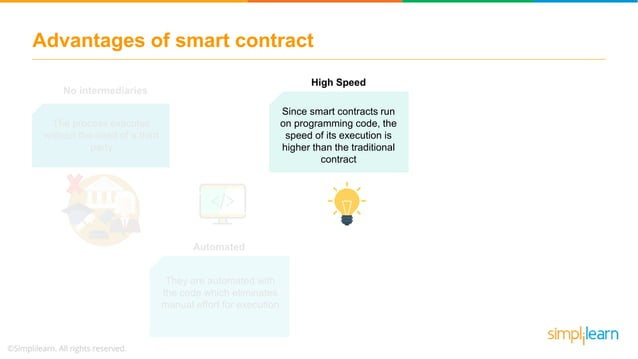 Advantages of smart contract
No intermediaries
The process executes
without the need of a third
party
High Speed
Since smart contracts run
on programming code, the
speed of its execution is
higher than the traditional
contract
</>
Automated
They are automated with
the code which eliminates
manual effort for execution
©Simplilearn. All rights reserved.
simplilearn